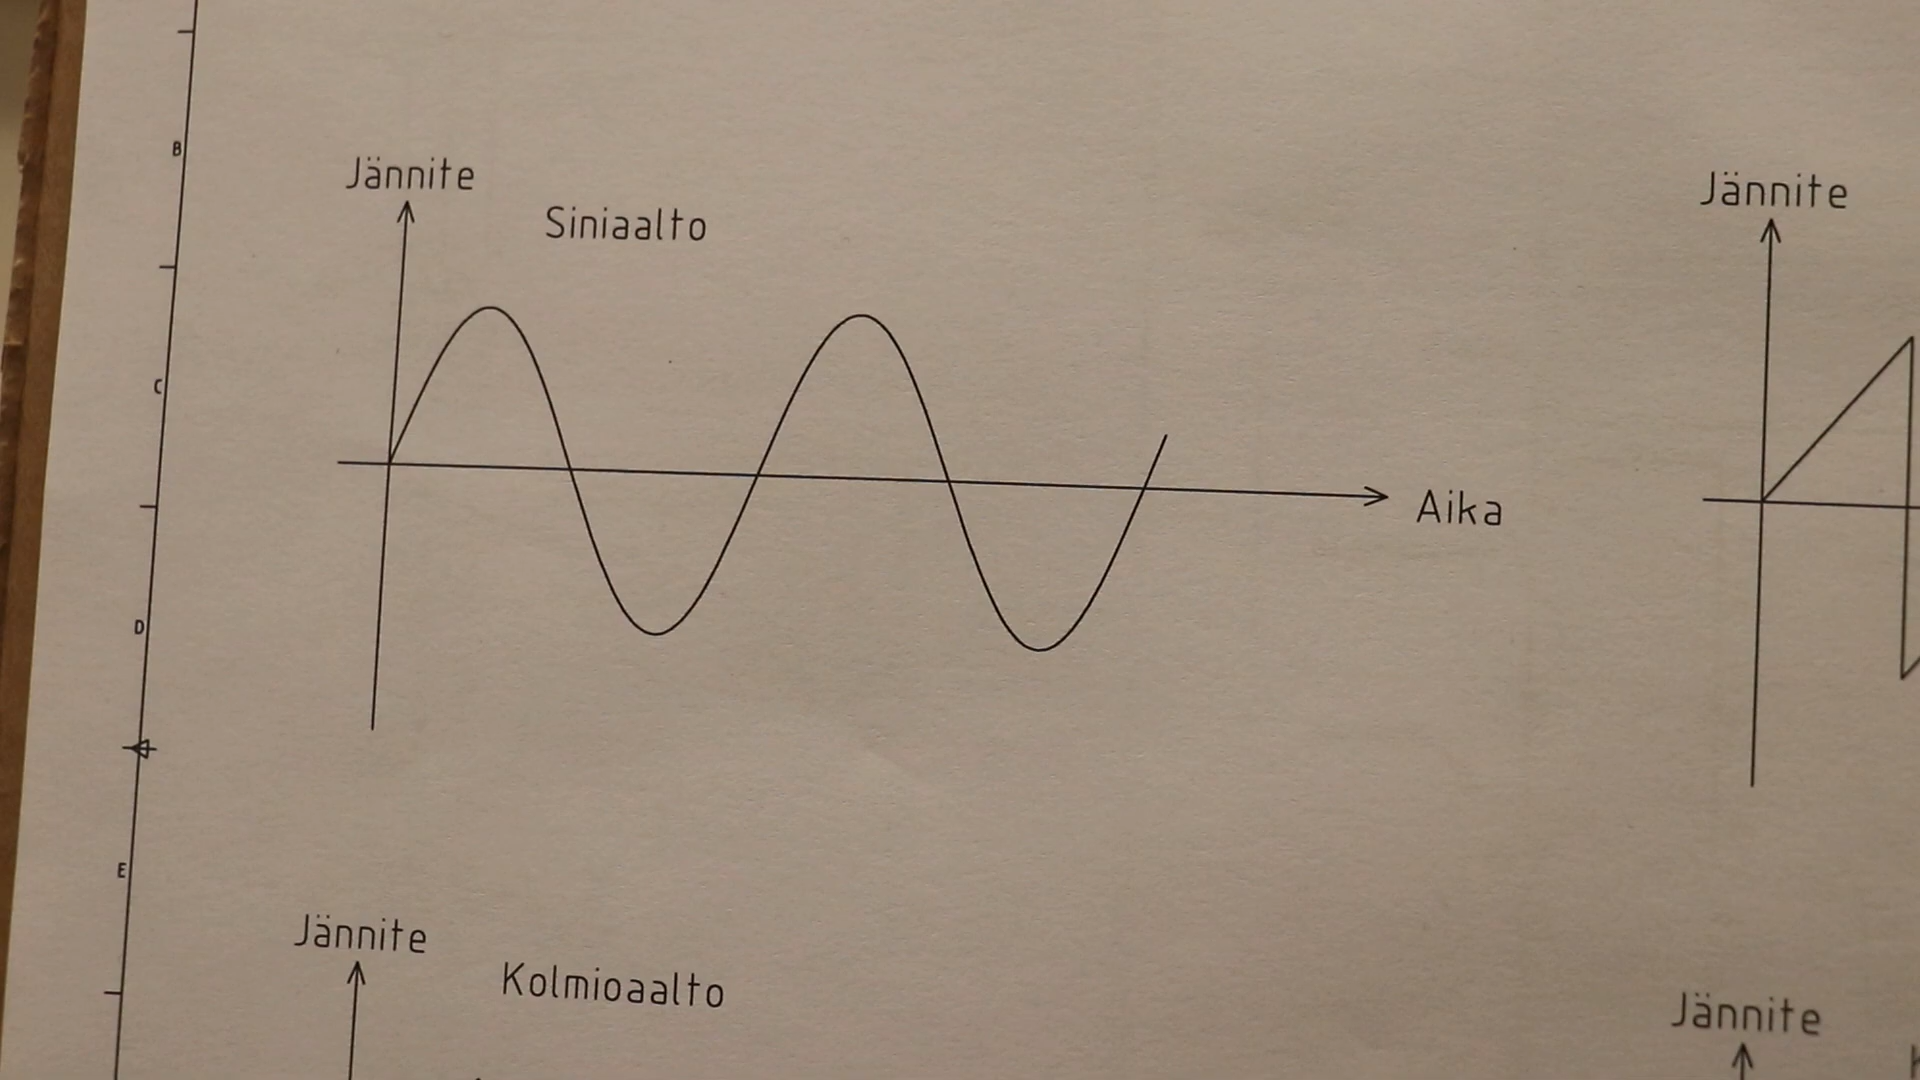 B
Jännite
Siniaalto
Jännite
C
Aika
D
E
Jännite
Kolmioaalto
Jännite